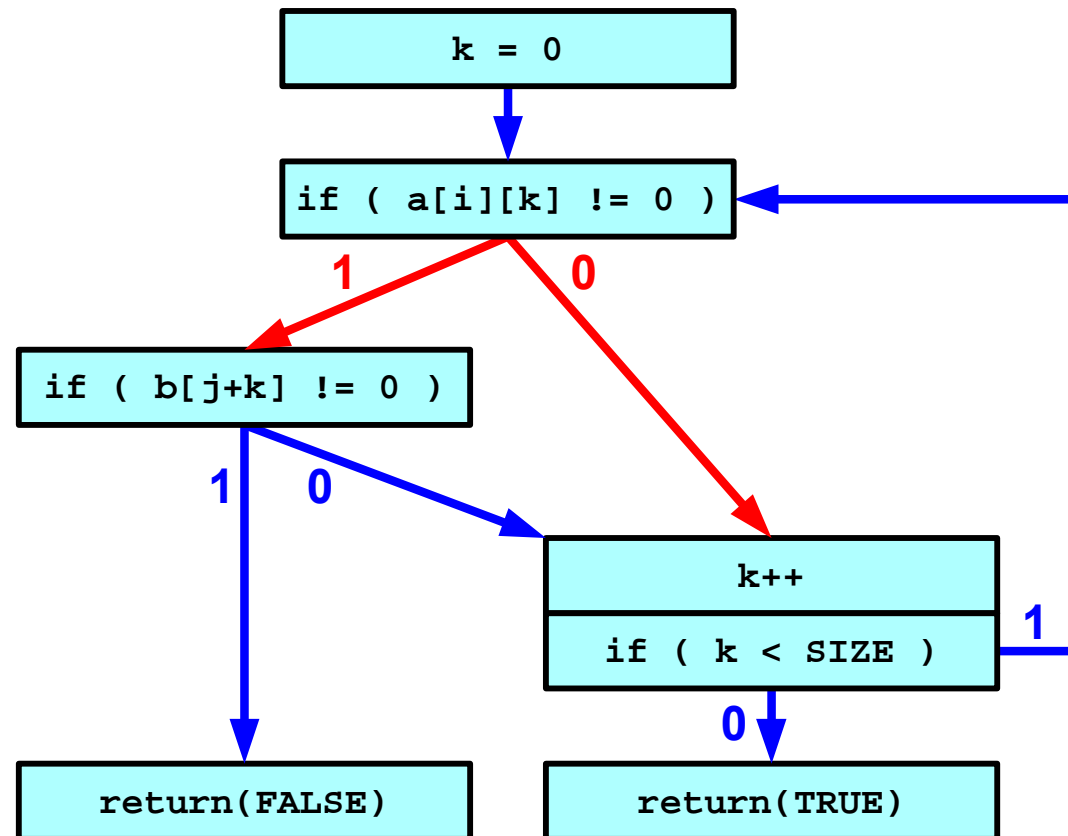 k = 0
if ( a[i][k] != 0 )
1
0
if ( b[j+k] != 0 )
1
0
k++
if ( k < SIZE )
1
0
return(FALSE)
return(TRUE)